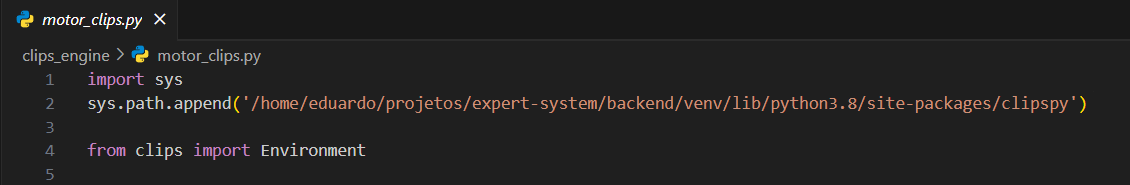 motor_clips.py
clips_engine > motor_clips.py
1 import sys
2 sys.path.append('/home/eduardo/projetos/expert-system/backend/venv/lib/python3.8/site-packages/clipspy')
3
4 from clips import Environment
5